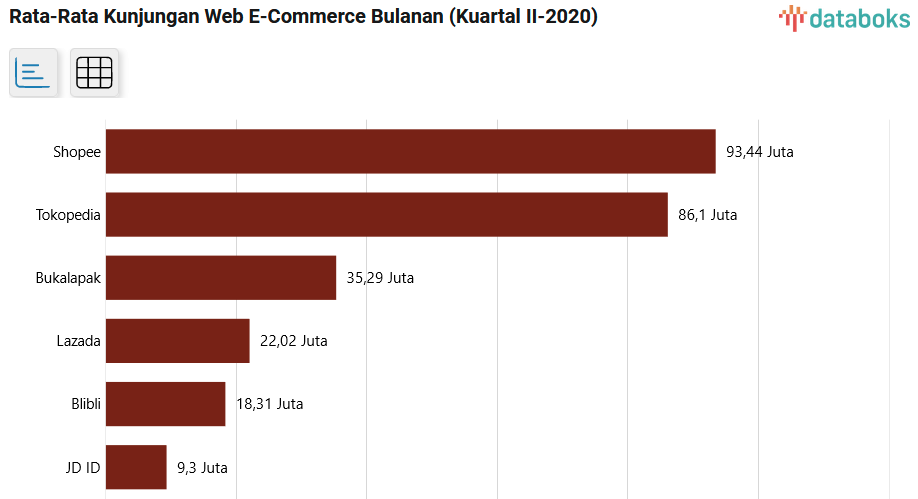 Rata-Rata Kunjungan Web E-Commerce Bulanan (Kuartal II-2020)
databoks
Shopee 93,44 Juta
Tokopedia 86,1 Juta
Bukalapak 35,29 Juta
Lazada 22,02 Juta
Blibli 18,31 Juta
JD ID 9,3 Juta